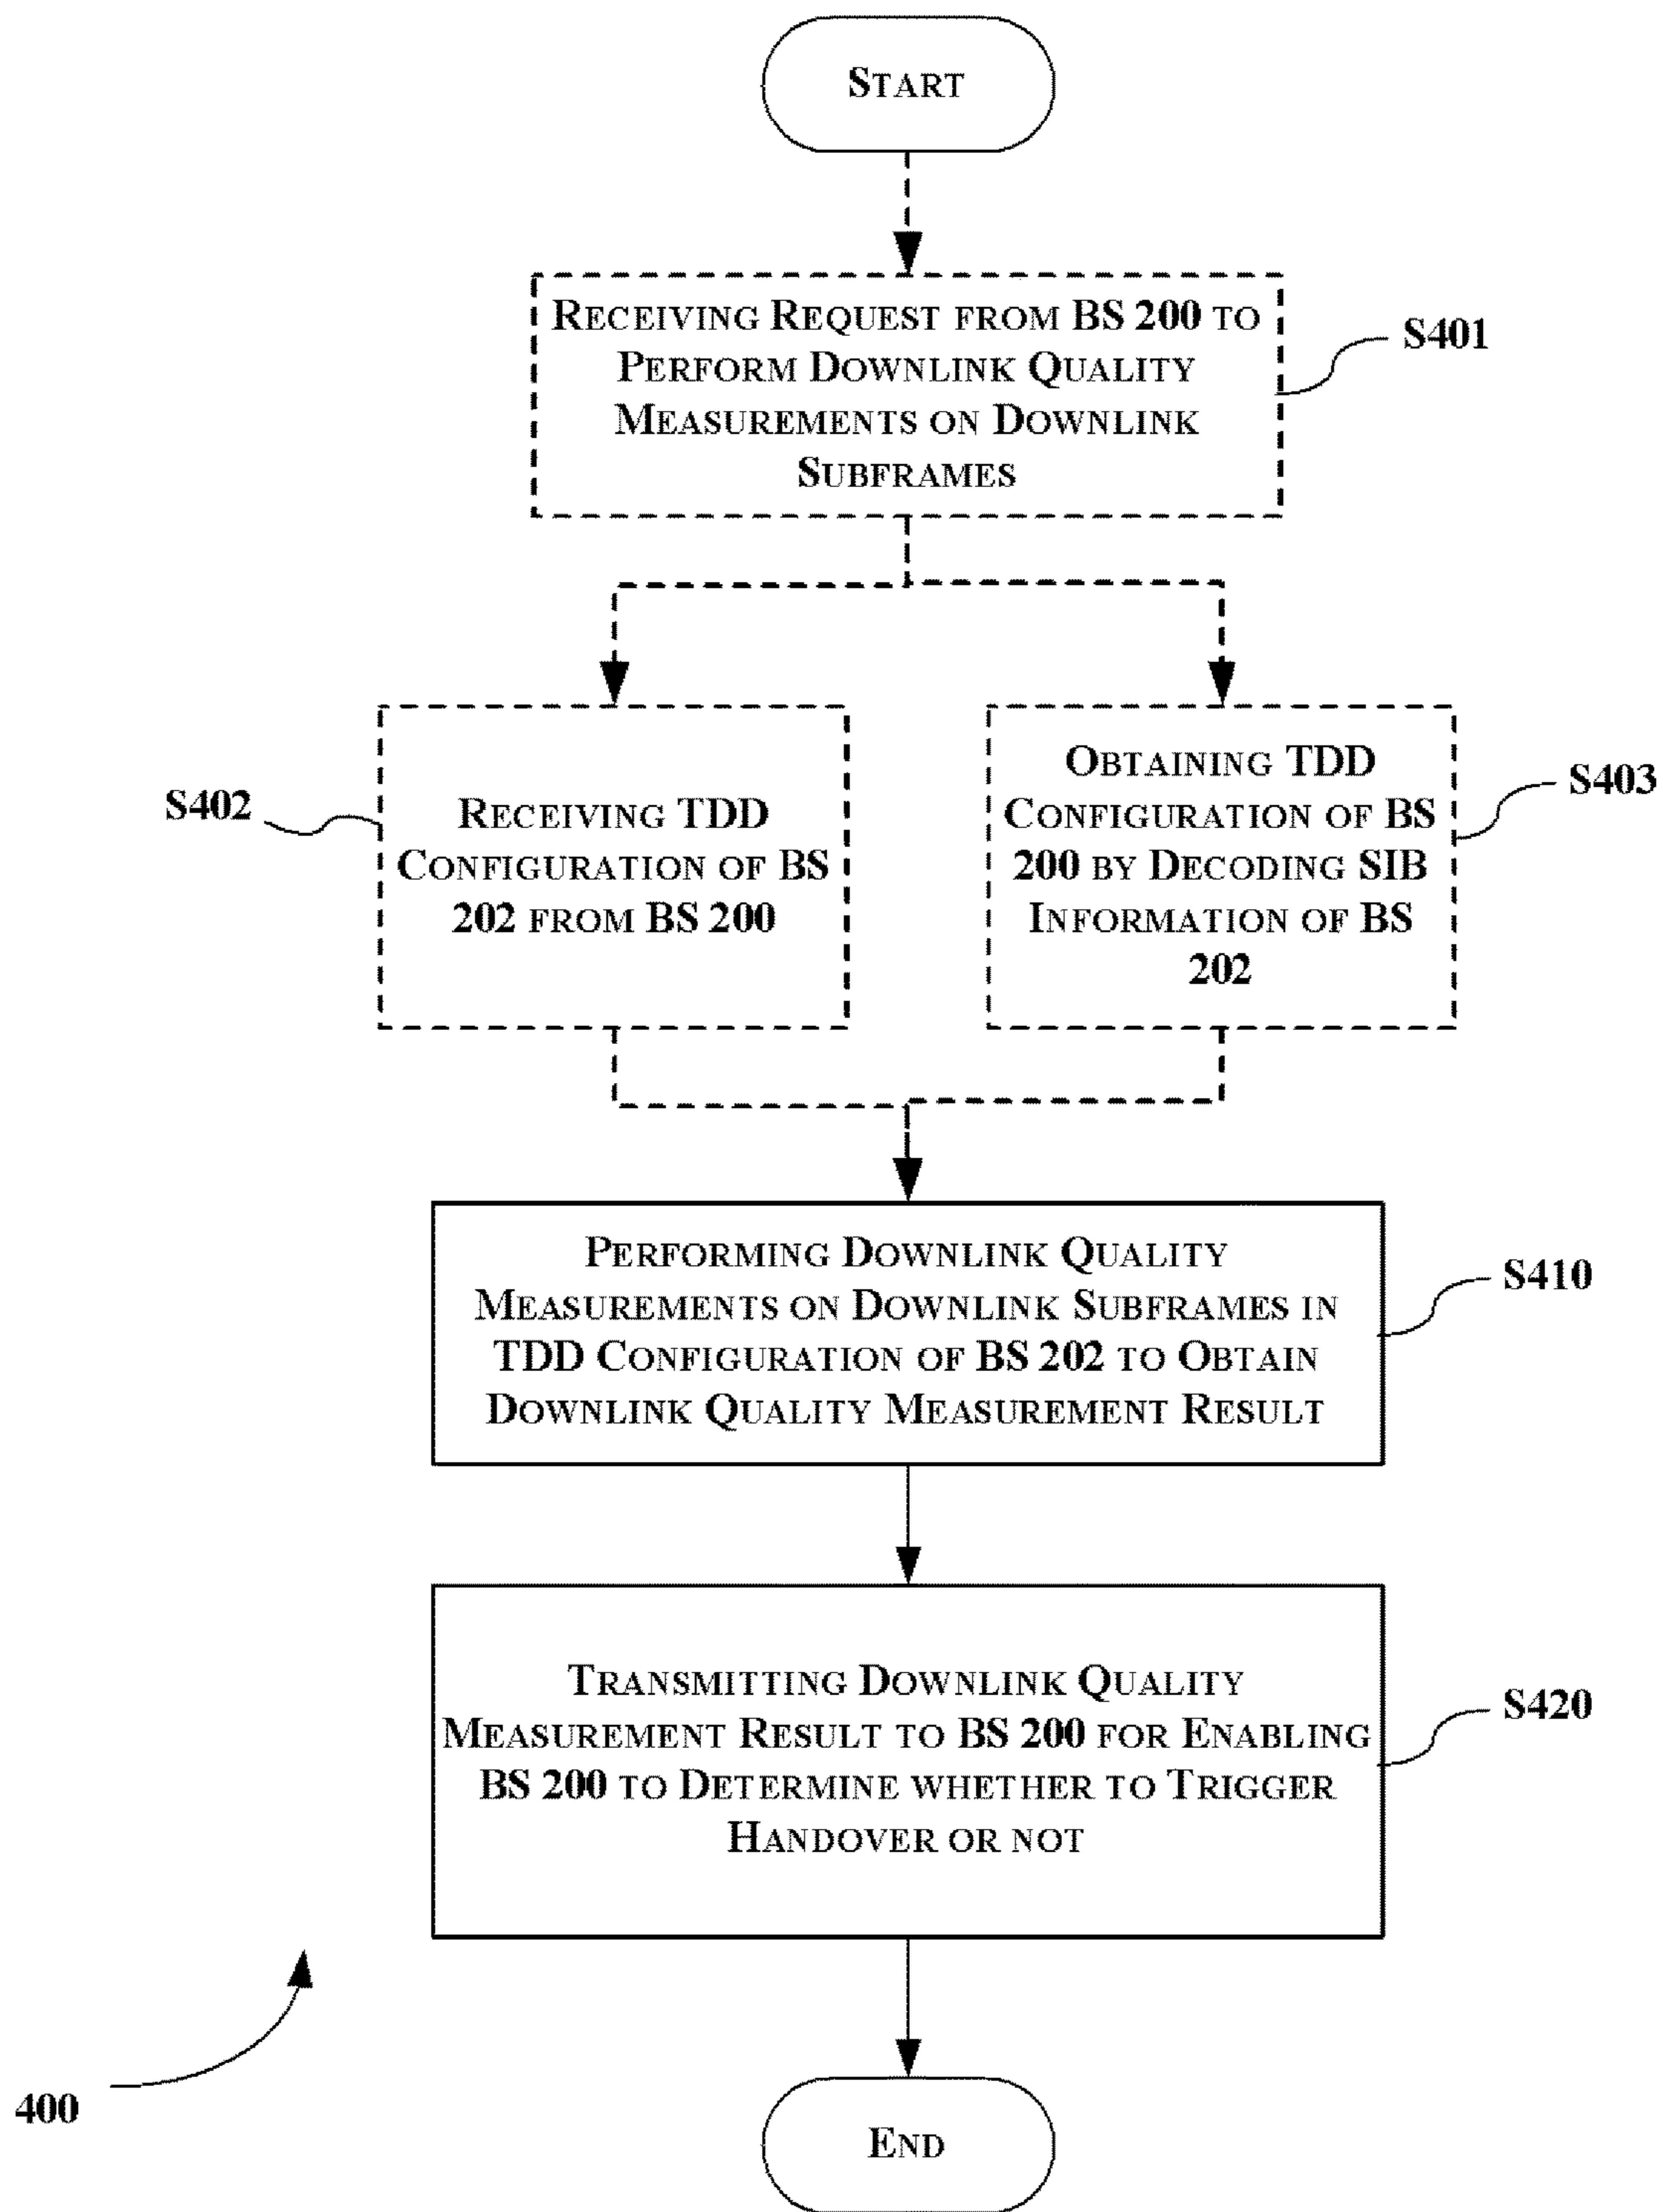 START
RECEIVING REQUEST FROM BS 200 TO
PERFORM DOWNLINK QUALITY
MEASUREMENTS ON DOWNLINK
SUBFRAMES
S401
S402
RECEIVING TDD
CONFIGURATION OF BS
202 FROM BS 200
OBTAINING TDD
CONFIGURATION OF BS
200 BY DECODING SIB
INFORMATION OF BS
202
S403
PERFORMING DOWNLINK QUALITY
MEASUREMENTS ON DOWNLINK SUBFRAMES IN
TDD CONFIGURATION OF BS 202 TO OBTAIN
DOWNLINK QUALITY MEASUREMENT RESULT
S410
TRANSMITTING DOWNLINK QUALITY
MEASUREMENT RESULT TO BS 200 FOR ENABLING
BS 200 TO DETERMINE WHETHER TO TRIGGER
HANDOVER OR NOT
S420
400
END